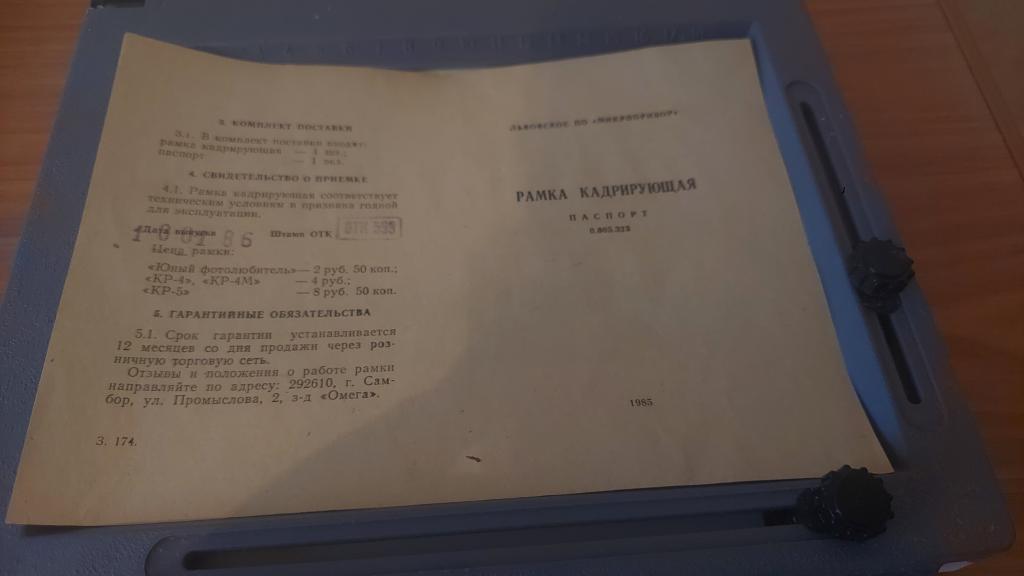 3. КОМПЛЕКТ ПОСТАВКИ
3.1. В комплект поставки входят:
рамка кадрирующая — 1 шт.;
паспорт — 1 экз.
4. СВИДЕТЕЛЬСТВО О ПРИЕМКЕ
4.1. Рамка кадрирующая соответствует
техническим условиям и признана годной
для эксплуатации.
Дата выпуска Штамп ОТК
Цена рамки:
«Юный фотолюбитель» — 2 руб. 50 коп.;
«КР-4», «КР-4М» — 4 руб.;
«КР-5» — 8 руб. 50 коп.
5. ГАРАНТИЙНЫЕ ОБЯЗАТЕЛЬСТВА
5.1. Срок гарантии устанавливается
12 месяцев со дня продажи через роз-
ничную торговую сеть.
Отзывы и положения о работе рамки
направляйте по адресу: 292610, г. Сам-
бор, ул. Промыслова, 2, з-д «Омега».
З. 174.
ЛЬВОВСКОЕ ПО «МИКРОПРИБОР»
РАМКА КАДРИРУЮЩАЯ
ПАСПОРТ
1985